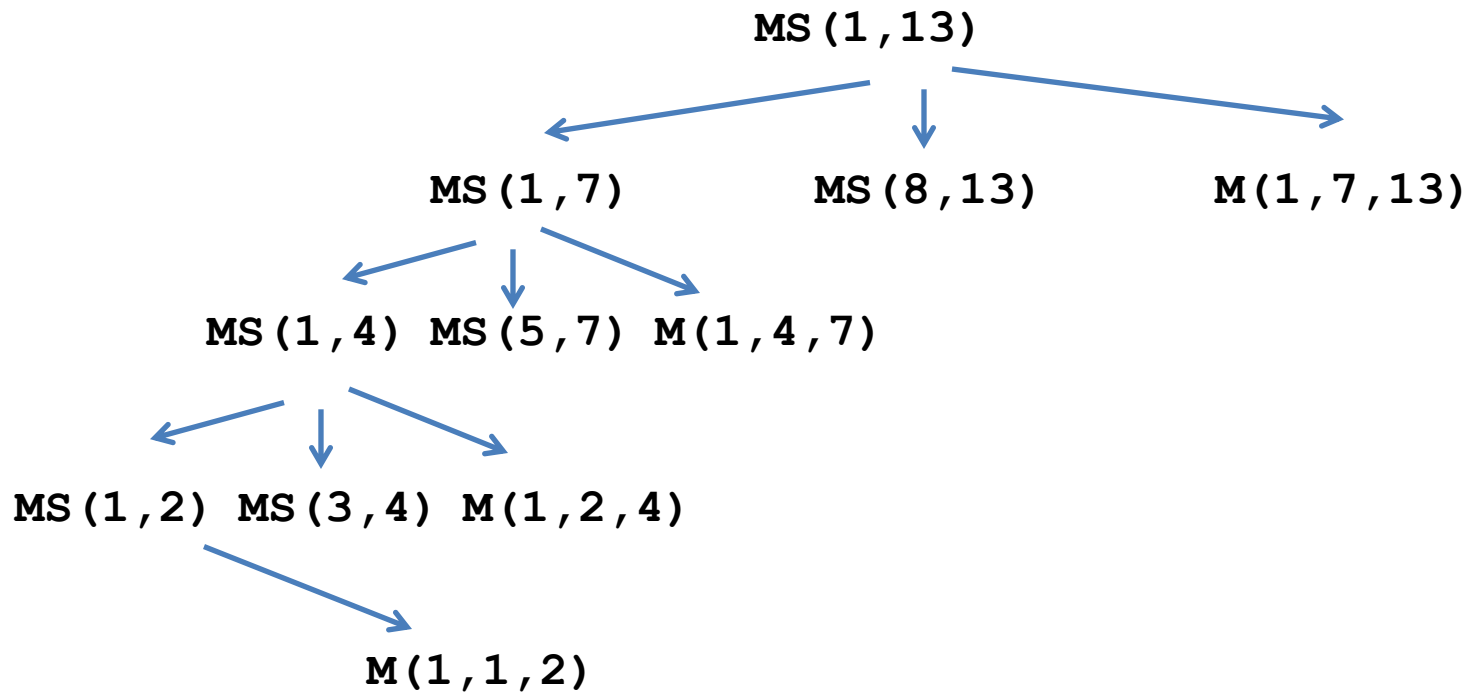 MS(1,13)
MS(1,7) MS(8,13) M(1,7,13)
MS(1,4) MS(5,7) M(1,4,7)
MS(1,2) MS(3,4) M(1,2,4)
M(1,1,2)